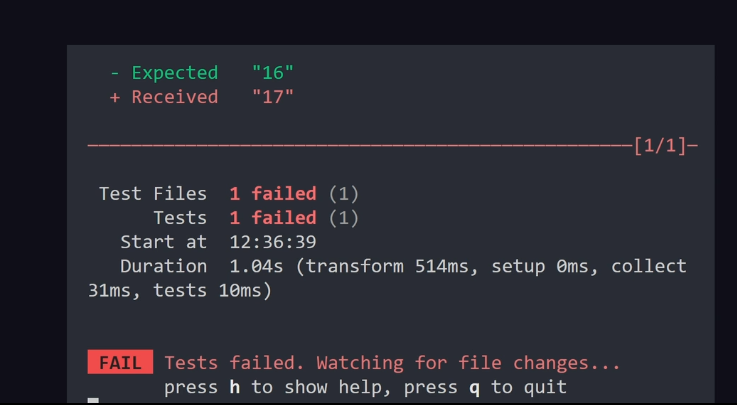 - Expected "16"
+ Received "17"
[1/1]
Test Files 1 failed (1)
Tests 1 failed (1)
Start at 12:36:39
Duration 1.04s (transform 514ms, setup 0ms, collect
31ms, tests 10ms)
FAIL Tests failed. Watching for file changes...
press h to show help, press q to quit